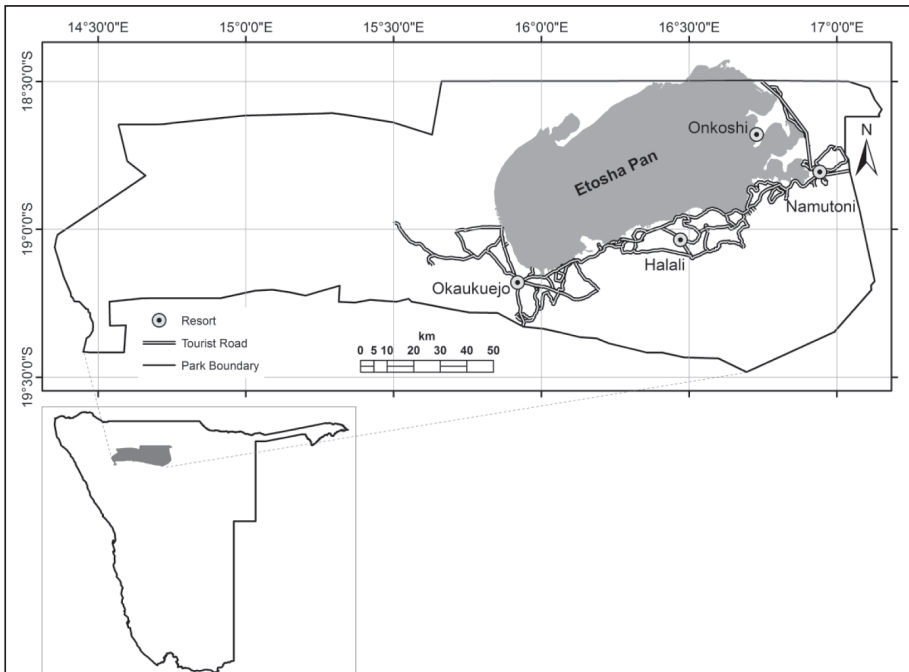 14°30'0"E 15°0'0"E 15°30'0"E 16°0'0"E 16°30'0"E 17°0'0"E
18°30'0"S
19°0'0"S
19°30'0"S
Onkoshi
N
Etosha Pan
Namutoni
Halali
Okaukuejo
Resort
Tourist Road
Park Boundary
km
0 5 10 20 30 40 50